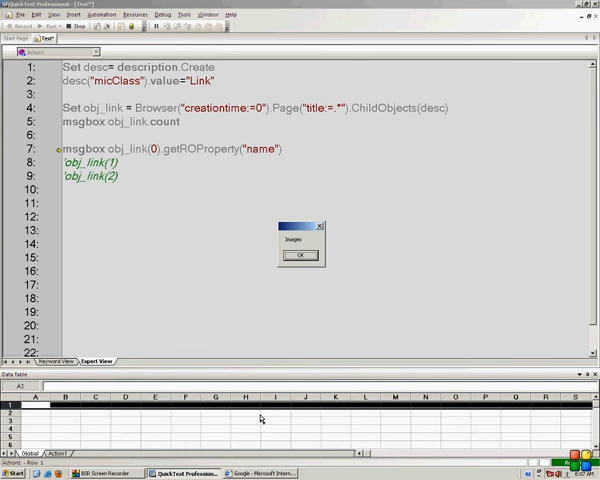 QuickTest Professional - [Test*]
File Edit View Insert Automation Resources Debug Tools Window Help
Record Run Stop
Start Page Test*
Action1
1: Set desc= description.Create
2: desc("micClass").value="Link"
3:
4: Set obj_link = Browser("creationtime:=0").Page("title:=.*").ChildObjects(desc)
5: msgbox obj_link.count
6:
7: msgbox obj_link(0).getROProperty("name")
8: 'obj_link(1)
9: 'obj_link(2)
10:
11:
12:
13:
14:
15:
16:
17:
18:
19:
20:
21:
22:
Images
OK
Keyword View Expert View
Data Table
A1
A B C D E F G H I J K L M N O P Q R S
1
2
3
4
5
6
Global Action1
Action1 - Row 1
Start BSR Screen Recorder QuickTest Profession... Google - Microsoft Intern... 8:07 AM